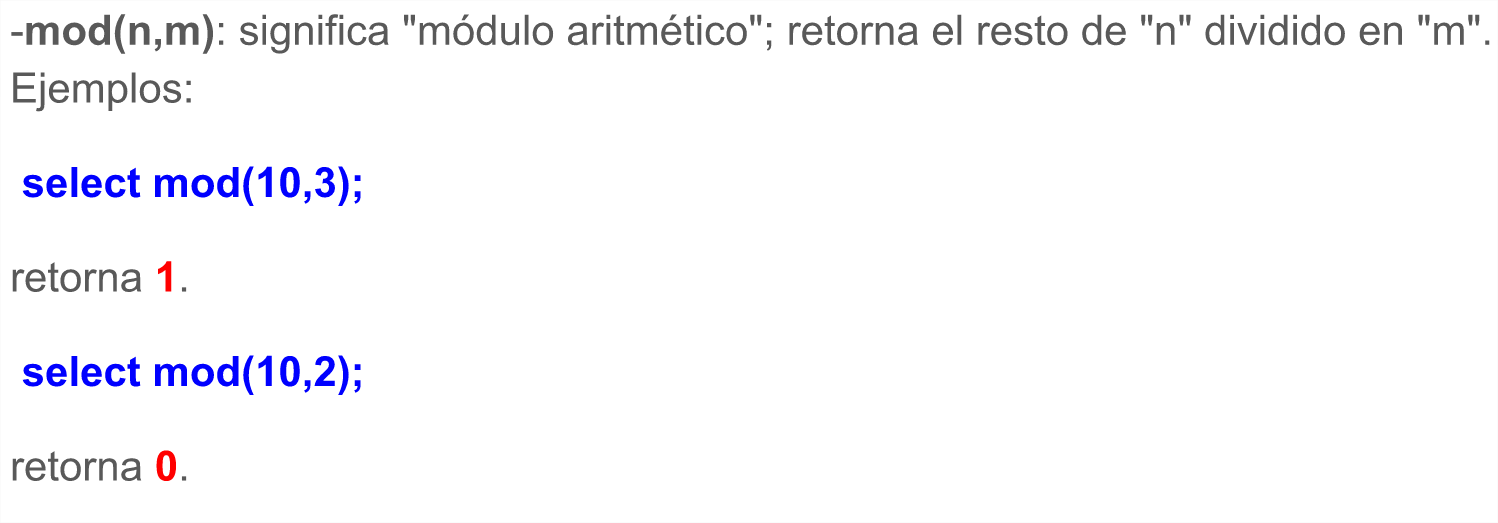 -mod(n,m): significa "módulo aritmético"; retorna el resto de "n" dividido en "m".
Ejemplos:
select mod(10,3);
retorna 1.
select mod(10,2);
retorna 0.